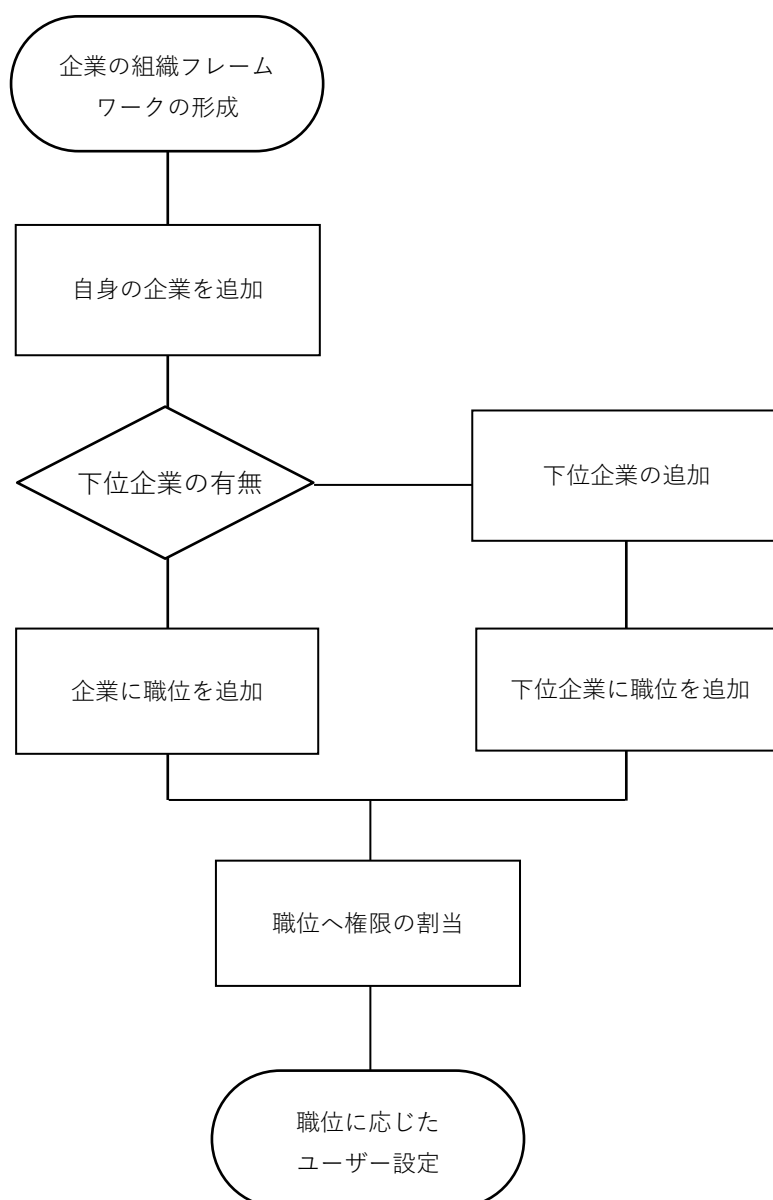 企業の組織フレーム
ワークの形成
自身の企業を追加
下位企業の有無
下位企業の追加
企業に職位を追加
下位企業に職位を追加
職位へ権限の割当
職位に応じた
ユーザー設定